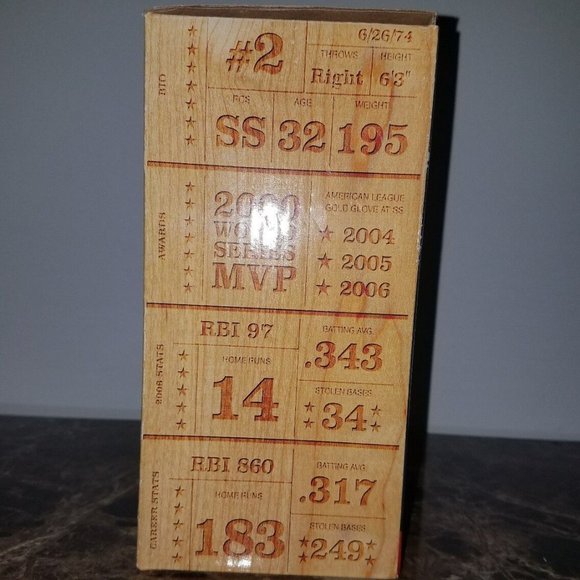 BIO
#2
6/26/74
THROWS HEIGHT
Right 6'3"
POS AGE WEIGHT
SS 32 195
AWARDS
2000
WORLD
SERIES
MVP
AMERICAN LEAGUE
GOLD GLOVE AT SS
2004
2005
2006
2006 STATS
RBI 97
HOME RUNS
14
BATTING AVG.
.343
STOLEN BASES
34
CAREER STATS
RBI 860
HOME RUNS
183
BATTING AVG.
.317
STOLEN BASES
249